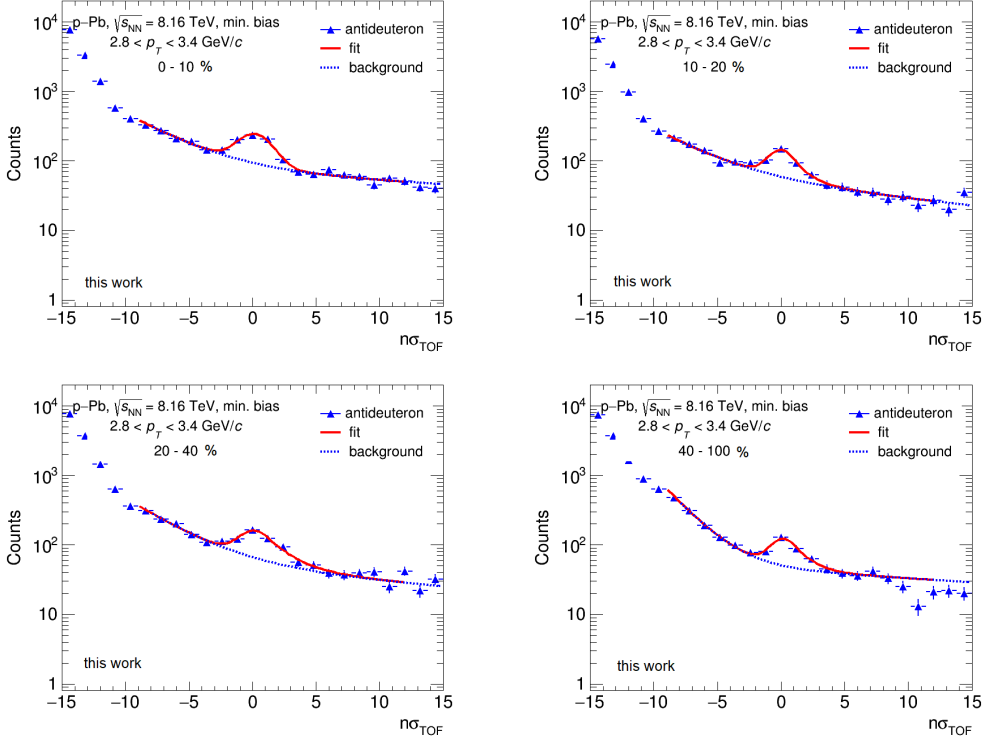 p–Pb, √sNN = 8.16 TeV, min. bias
2.8 < pT < 3.4 GeV/c
0 - 10 %
antideuteron
fit
background
Counts
10⁴
10³
10²
10
1
this work
−15 −10 −5 0 5 10 15
nσTOF
p–Pb, √sNN = 8.16 TeV, min. bias
2.8 < pT < 3.4 GeV/c
10 - 20 %
antideuteron
fit
background
Counts
10⁴
10³
10²
10
1
this work
−15 −10 −5 0 5 10 15
nσTOF
p–Pb, √sNN = 8.16 TeV, min. bias
2.8 < pT < 3.4 GeV/c
20 - 40 %
antideuteron
fit
background
Counts
10⁴
10³
10²
10
1
this work
−15 −10 −5 0 5 10 15
nσTOF
p–Pb, √sNN = 8.16 TeV, min. bias
2.8 < pT < 3.4 GeV/c
40 - 100 %
antideuteron
fit
background
Counts
10⁴
10³
10²
10
1
this work
−15 −10 −5 0 5 10 15
nσTOF